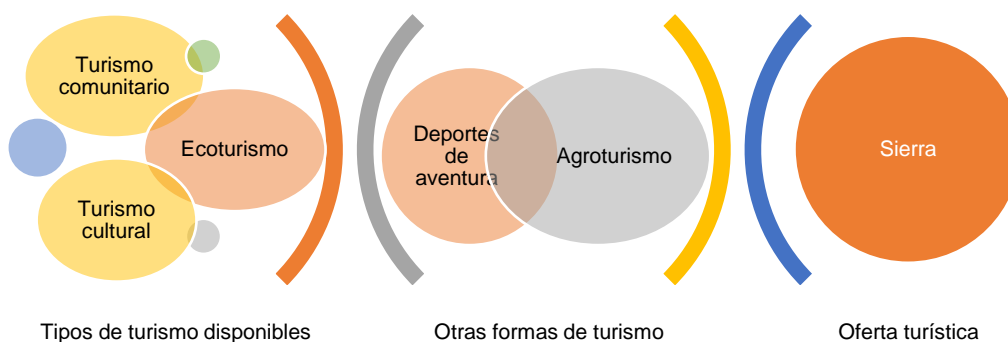 Turismo
comunitario
Ecoturismo
Turismo
cultural
Deportes
de
aventura
Agroturismo
Sierra
Tipos de turismo disponibles
Otras formas de turismo
Oferta turística